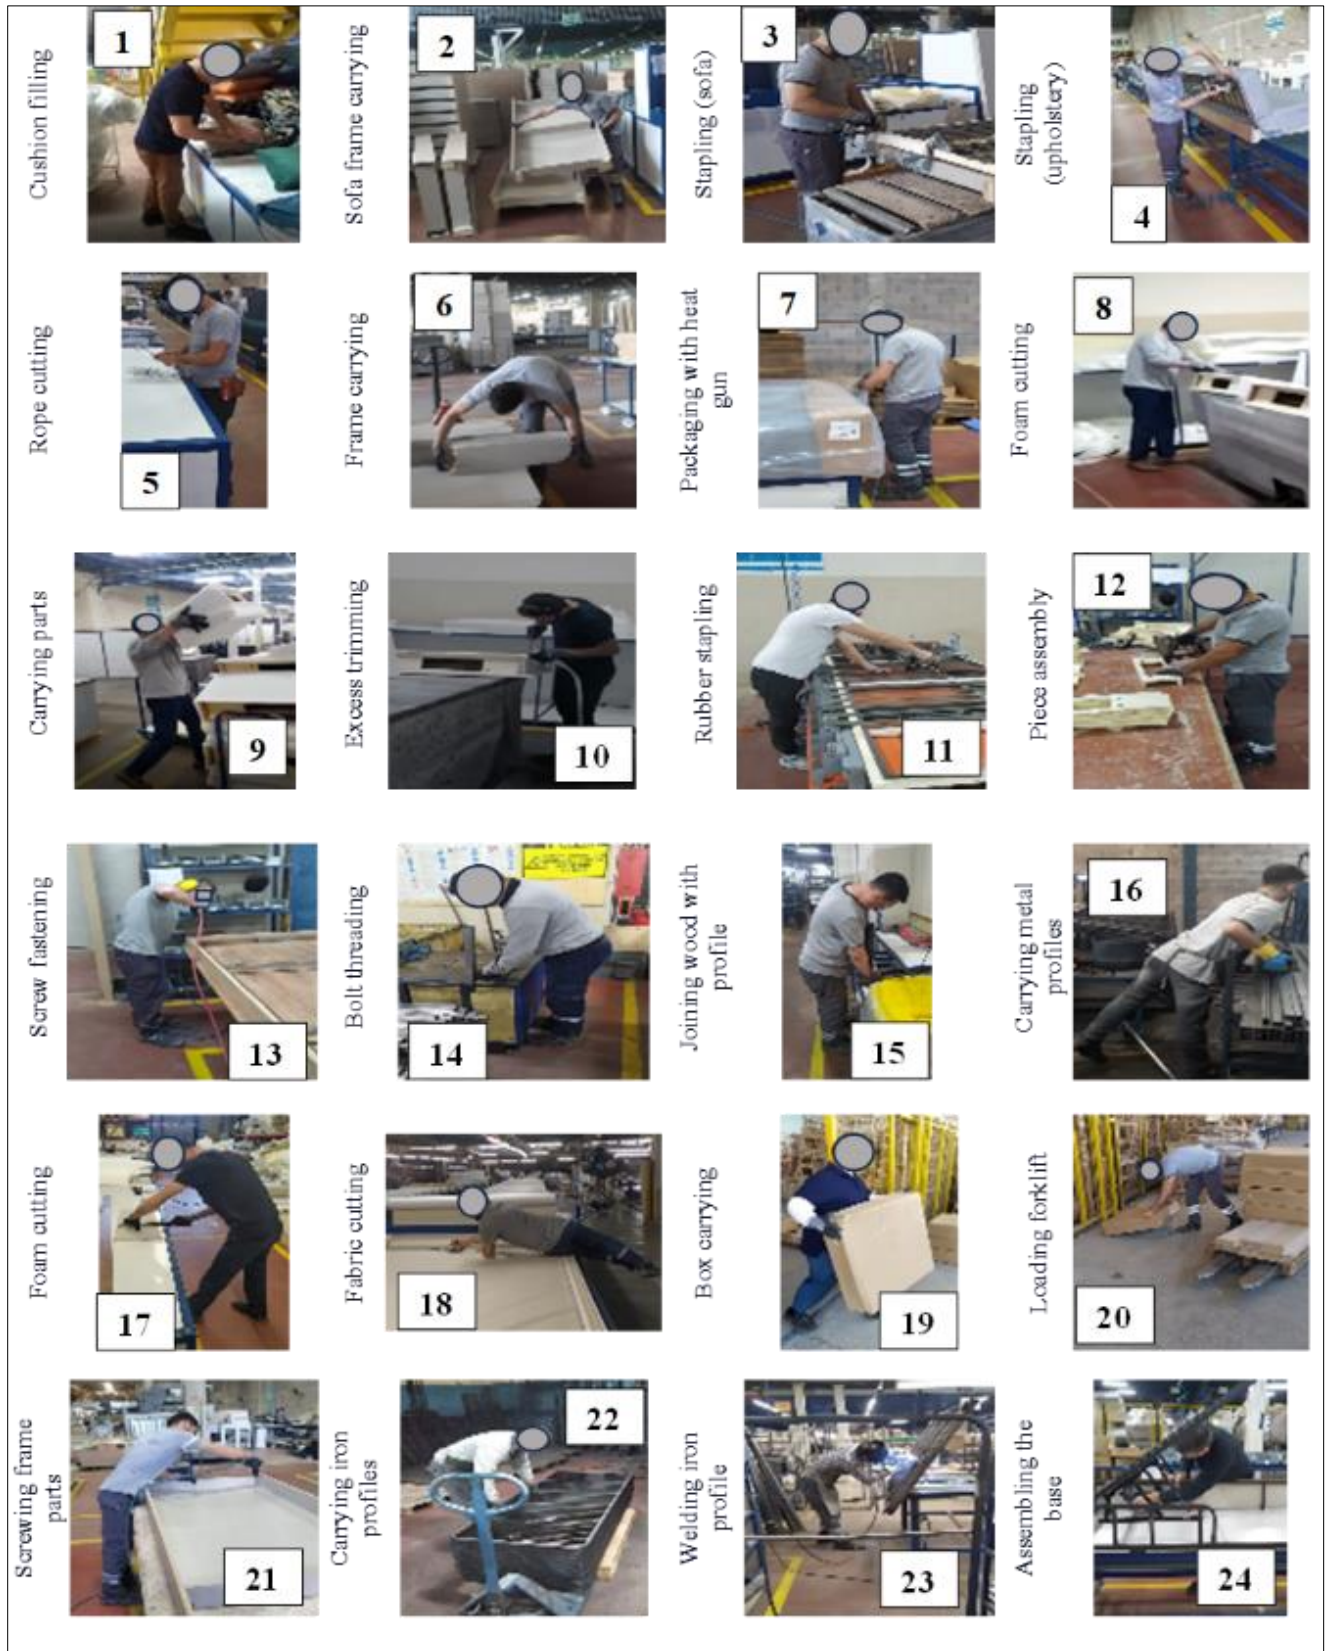 Cushion filling
1
Sofa frame carrying
2
Stapling (sofa)
3
Stapling
(upholstery)
4
Rope cutting
5
Frame carrying
6
Packaging with heat
gun
7
Foam cutting
8
Carrying parts
9
Excess trimming
10
Rubber stapling
11
Piece assembly
12
Screw fastening
13
Bolt threading
14
Joining wood with
profile
15
Carrying metal
profiles
16
Foam cutting
17
Fabric cutting
18
Box carrying
19
Loading forklift
20
Screwing frame
parts
21
Carrying iron
profiles
22
Welding iron
profile
23
Assembling the
base
24